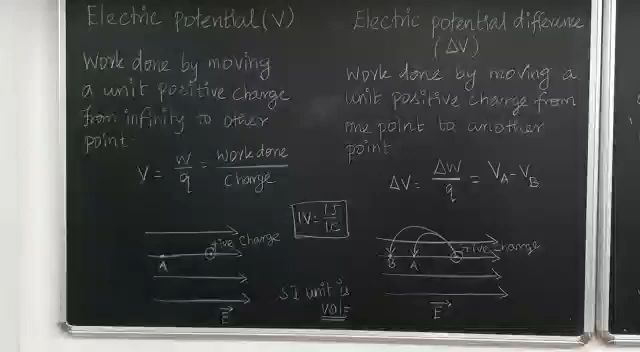 Electric potential (V)
Work done by moving
a unit positive charge
from infinity to other
point
V = W/q = Work done/charge
+ive charge
A
E
Electric potential difference
(ΔV)
Work done by moving a
unit positive charge from
one point to another
point
ΔV = ΔW/q = VA - VB
+ive charge
B A
E
1V = 1J/1C
SI unit is